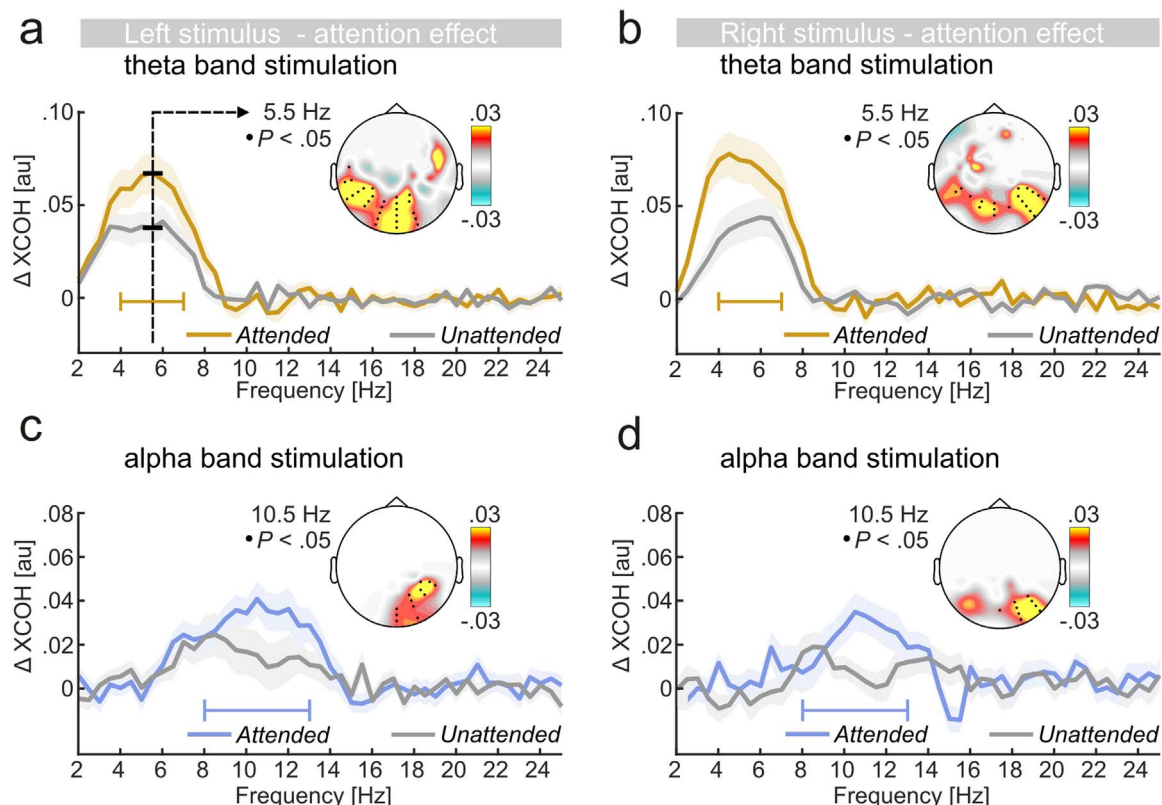 a
Left stimulus - attention effect
theta band stimulation
.10
.05
0
Δ XCOH [au]
5.5 Hz
• P < .05
.03
-.03
Attended
Unattended
2 4 6 8 10 12 14 16 18 20 22 24
Frequency [Hz]
b
Right stimulus - attention effect
theta band stimulation
.10
.05
0
Δ XCOH [au]
5.5 Hz
• P < .05
.03
-.03
Attended
Unattended
2 4 6 8 10 12 14 16 18 20 22 24
Frequency [Hz]
c
alpha band stimulation
.08
.06
.04
.02
0
Δ XCOH [au]
10.5 Hz
• P < .05
.03
-.03
Attended
Unattended
2 4 6 8 10 12 14 16 18 20 22 24
Frequency [Hz]
d
alpha band stimulation
.08
.06
.04
.02
0
Δ XCOH [au]
10.5 Hz
• P < .05
.03
-.03
Attended
Unattended
2 4 6 8 10 12 14 16 18 20 22 24
Frequency [Hz]